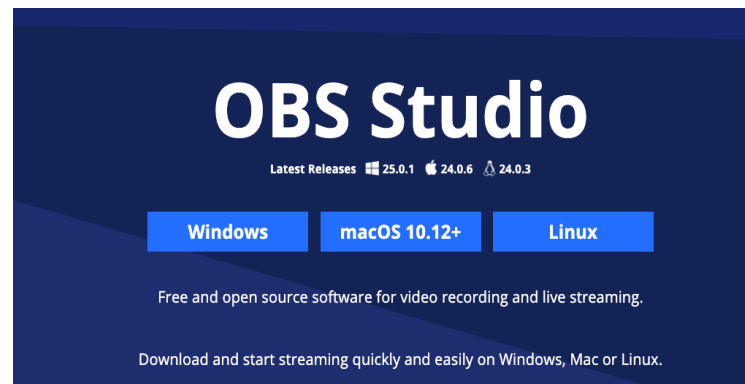 OBS Studio
Latest Releases 25.0.1 24.0.6 24.0.3
Windows macOS 10.12+ Linux
Free and open source software for video recording and live streaming.
Download and start streaming quickly and easily on Windows, Mac or Linux.